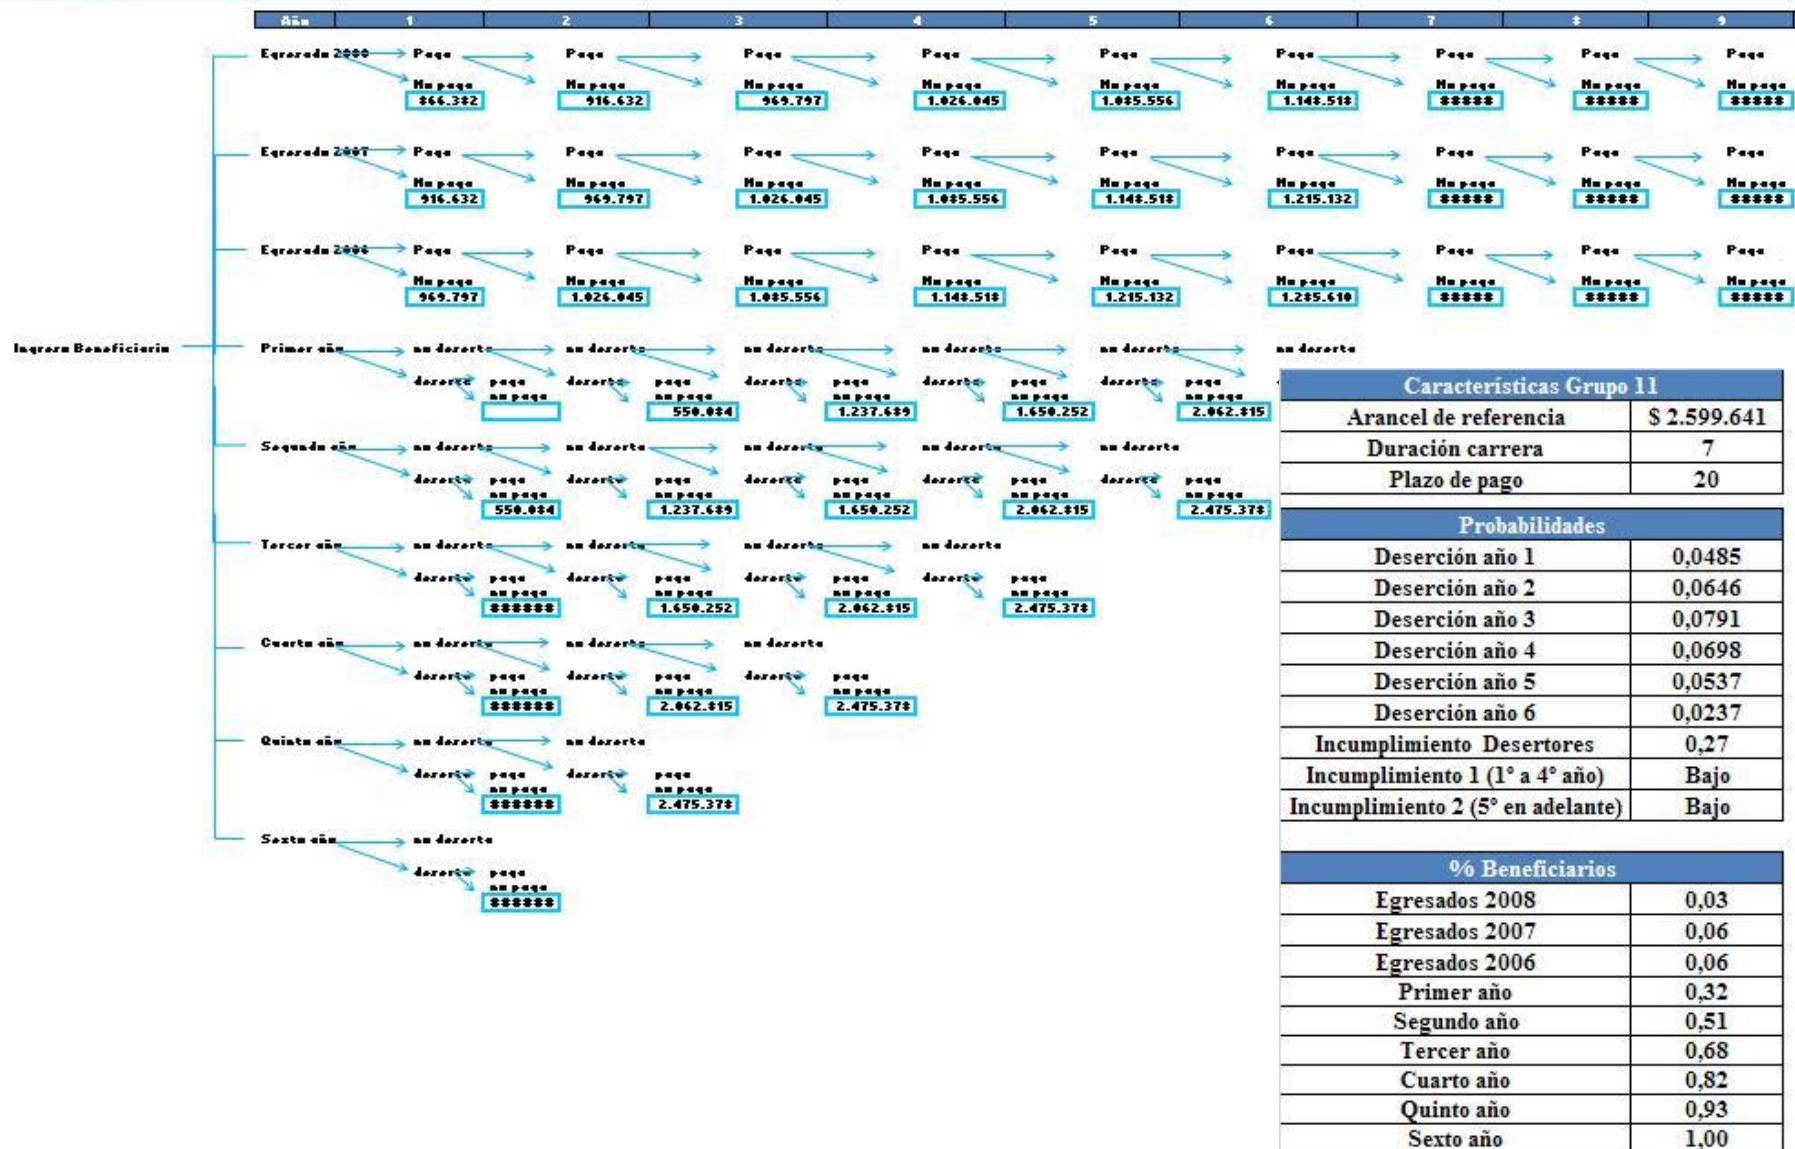 Año 1 2 3 4 5 6 7 8 9
Egresado 2008 Paga Paga Paga Paga Paga Paga Paga Paga Paga
No paga No paga No paga No paga No paga No paga No paga No paga No paga
866.382 916.632 969.797 1.026.045 1.085.556 1.148.518 ##### ##### #####
Egresado 2007 Paga Paga Paga Paga Paga Paga Paga Paga Paga
No paga No paga No paga No paga No paga No paga No paga No paga No paga
916.632 969.797 1.026.045 1.085.556 1.148.518 1.215.132 ##### ##### #####
Egresado 2006 Paga Paga Paga Paga Paga Paga Paga Paga Paga
No paga No paga No paga No paga No paga No paga No paga No paga No paga
969.797 1.026.045 1.085.556 1.148.518 1.215.132 1.285.610 ##### ##### #####
Ingreso Beneficiario Primer año no deserta no deserta no deserta no deserta no deserta no deserta
deserta paga deserta paga deserta paga deserta paga deserta paga
no paga no paga no paga no paga no paga
550.084 1.237.689 1.650.252 2.062.815
Segundo año no deserta no deserta no deserta no deserta no deserta
deserta paga deserta paga deserta paga deserta paga deserta paga
no paga no paga no paga no paga no paga
550.084 1.237.689 1.650.252 2.062.815 2.475.378
Tercer año no deserta no deserta no deserta no deserta
deserta paga deserta paga deserta paga deserta paga
no paga no paga no paga no paga
###### 1.650.252 2.062.815 2.475.378
Cuarto año no deserta no deserta no deserta
deserta paga deserta paga deserta paga
no paga no paga no paga
###### 2.062.815 2.475.378
Quinto año no deserta no deserta
deserta paga deserta paga
no paga no paga
###### 2.475.378
Sexto año no deserta
deserta paga
no paga
######
Características Grupo 11
Arancel de referencia $ 2.599.641
Duración carrera 7
Plazo de pago 20
Probabilidades
Deserción año 1 0,0485
Deserción año 2 0,0646
Deserción año 3 0,0791
Deserción año 4 0,0698
Deserción año 5 0,0537
Deserción año 6 0,0237
Incumplimiento Desertores 0,27
Incumplimiento 1 (1º a 4º año) Bajo
Incumplimiento 2 (5º en adelante) Bajo
% Beneficiarios
Egresados 2008 0,03
Egresados 2007 0,06
Egresados 2006 0,06
Primer año 0,32
Segundo año 0,51
Tercer año 0,68
Cuarto año 0,82
Quinto año 0,93
Sexto año 1,00